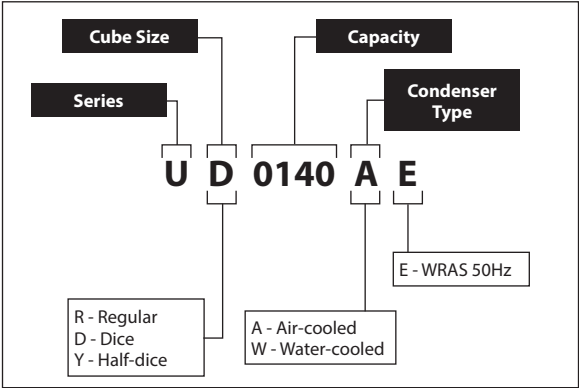 Cube Size
Capacity
Series
Condenser
Type
U D 0140 A E
E - WRAS 50Hz
R - Regular
D - Dice
Y - Half-dice
A - Air-cooled
W - Water-cooled